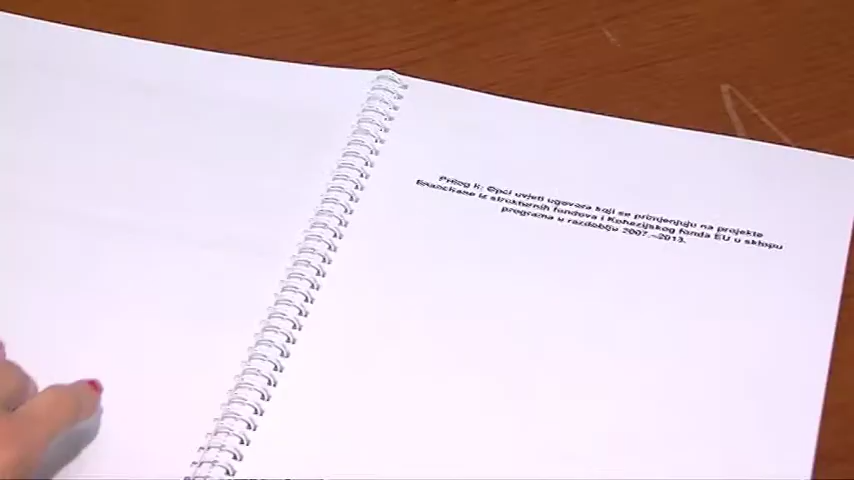 Prilog k: Opći uvjeti ugovora koji se primjenjuju na projekte
financirane iz strukturnih fondova i Kohezijskog fonda EU u sklopu
programa u razdoblju 2007.-2013.